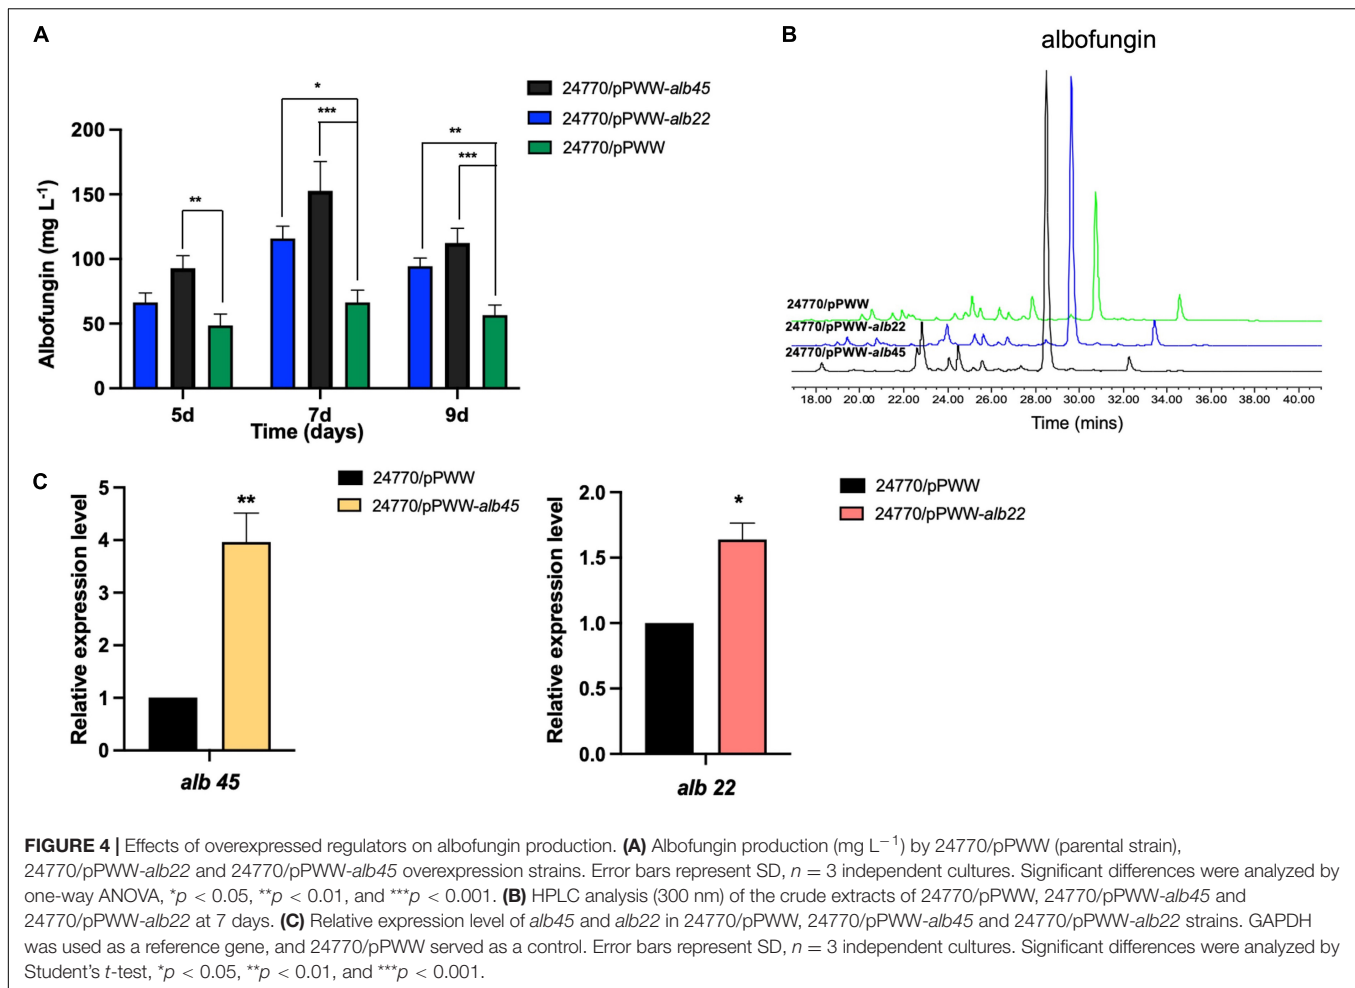 A
24770/pPWW-alb45
24770/pPWW-alb22
24770/pPWW
*
***
**
**
***
200
150
100
50
0
Albofungin (mg L-1)
5d
7d
9d
Time (days)
B
albofungin
24770/pPWW
24770/pPWW-alb22
24770/pPWW-alb45
18.00 20.00 22.00 24.00 26.00 28.00 30.00 32.00 34.00 36.00 38.00 40.00
Time (mins)
C
24770/pPWW
24770/pPWW-alb45
**
5
4
3
2
1
0
Relative expression level
alb 45
24770/pPWW
24770/pPWW-alb22
*
2.0
1.5
1.0
0.5
0.0
Relative expression level
alb 22
FIGURE 4 | Effects of overexpressed regulators on albofungin production. (A) Albofungin production (mg L−1) by 24770/pPWW (parental strain),
24770/pPWW-alb22 and 24770/pPWW-alb45 overexpression strains. Error bars represent SD, n = 3 independent cultures. Significant differences were analyzed by
one-way ANOVA, *p < 0.05, **p < 0.01, and ***p < 0.001. (B) HPLC analysis (300 nm) of the crude extracts of 24770/pPWW, 24770/pPWW-alb45 and
24770/pPWW-alb22 at 7 days. (C) Relative expression level of alb45 and alb22 in 24770/pPWW, 24770/pPWW-alb45 and 24770/pPWW-alb22 strains. GAPDH
was used as a reference gene, and 24770/pPWW served as a control. Error bars represent SD, n = 3 independent cultures. Significant differences were analyzed by
Student's t-test, *p < 0.05, **p < 0.01, and ***p < 0.001.